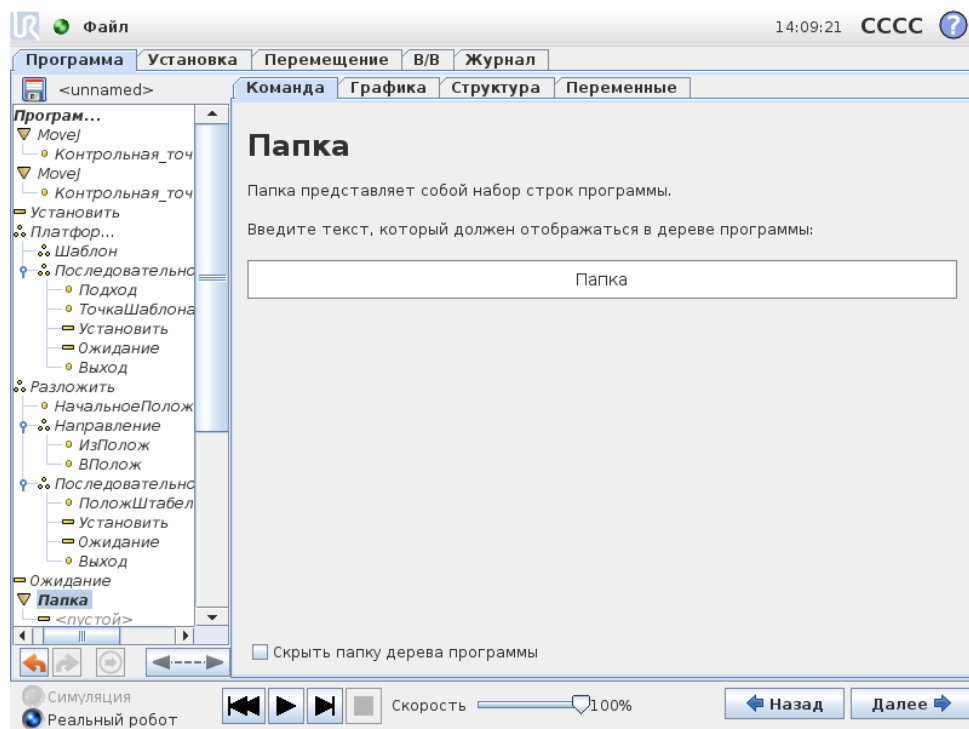 UR Файл 14:09:21 CCCC ?
Программа Установка Перемещение В/В Журнал
<unnamed> Команда Графика Структура Переменные
Програм...
MoveJ
Контрольная_точ
MoveJ
Контрольная_точ
Установить
Платфор...
Шаблон
Последовательно
Подход
ТочкаШаблона
Установить
Ожидание
Выход
Разложить
НачальноеПолож
Направление
ИзПолож
ВПолож
Последовательно
ПоложШтабел
Установить
Ожидание
Выход
Ожидание
Папка
<пустой>
Папка
Папка представляет собой набор строк программы.
Введите текст, который должен отображаться в дереве программы:
Папка
Скрыть папку дерева программы
Симуляция
Реальный робот
Скорость 100%
Назад Далее